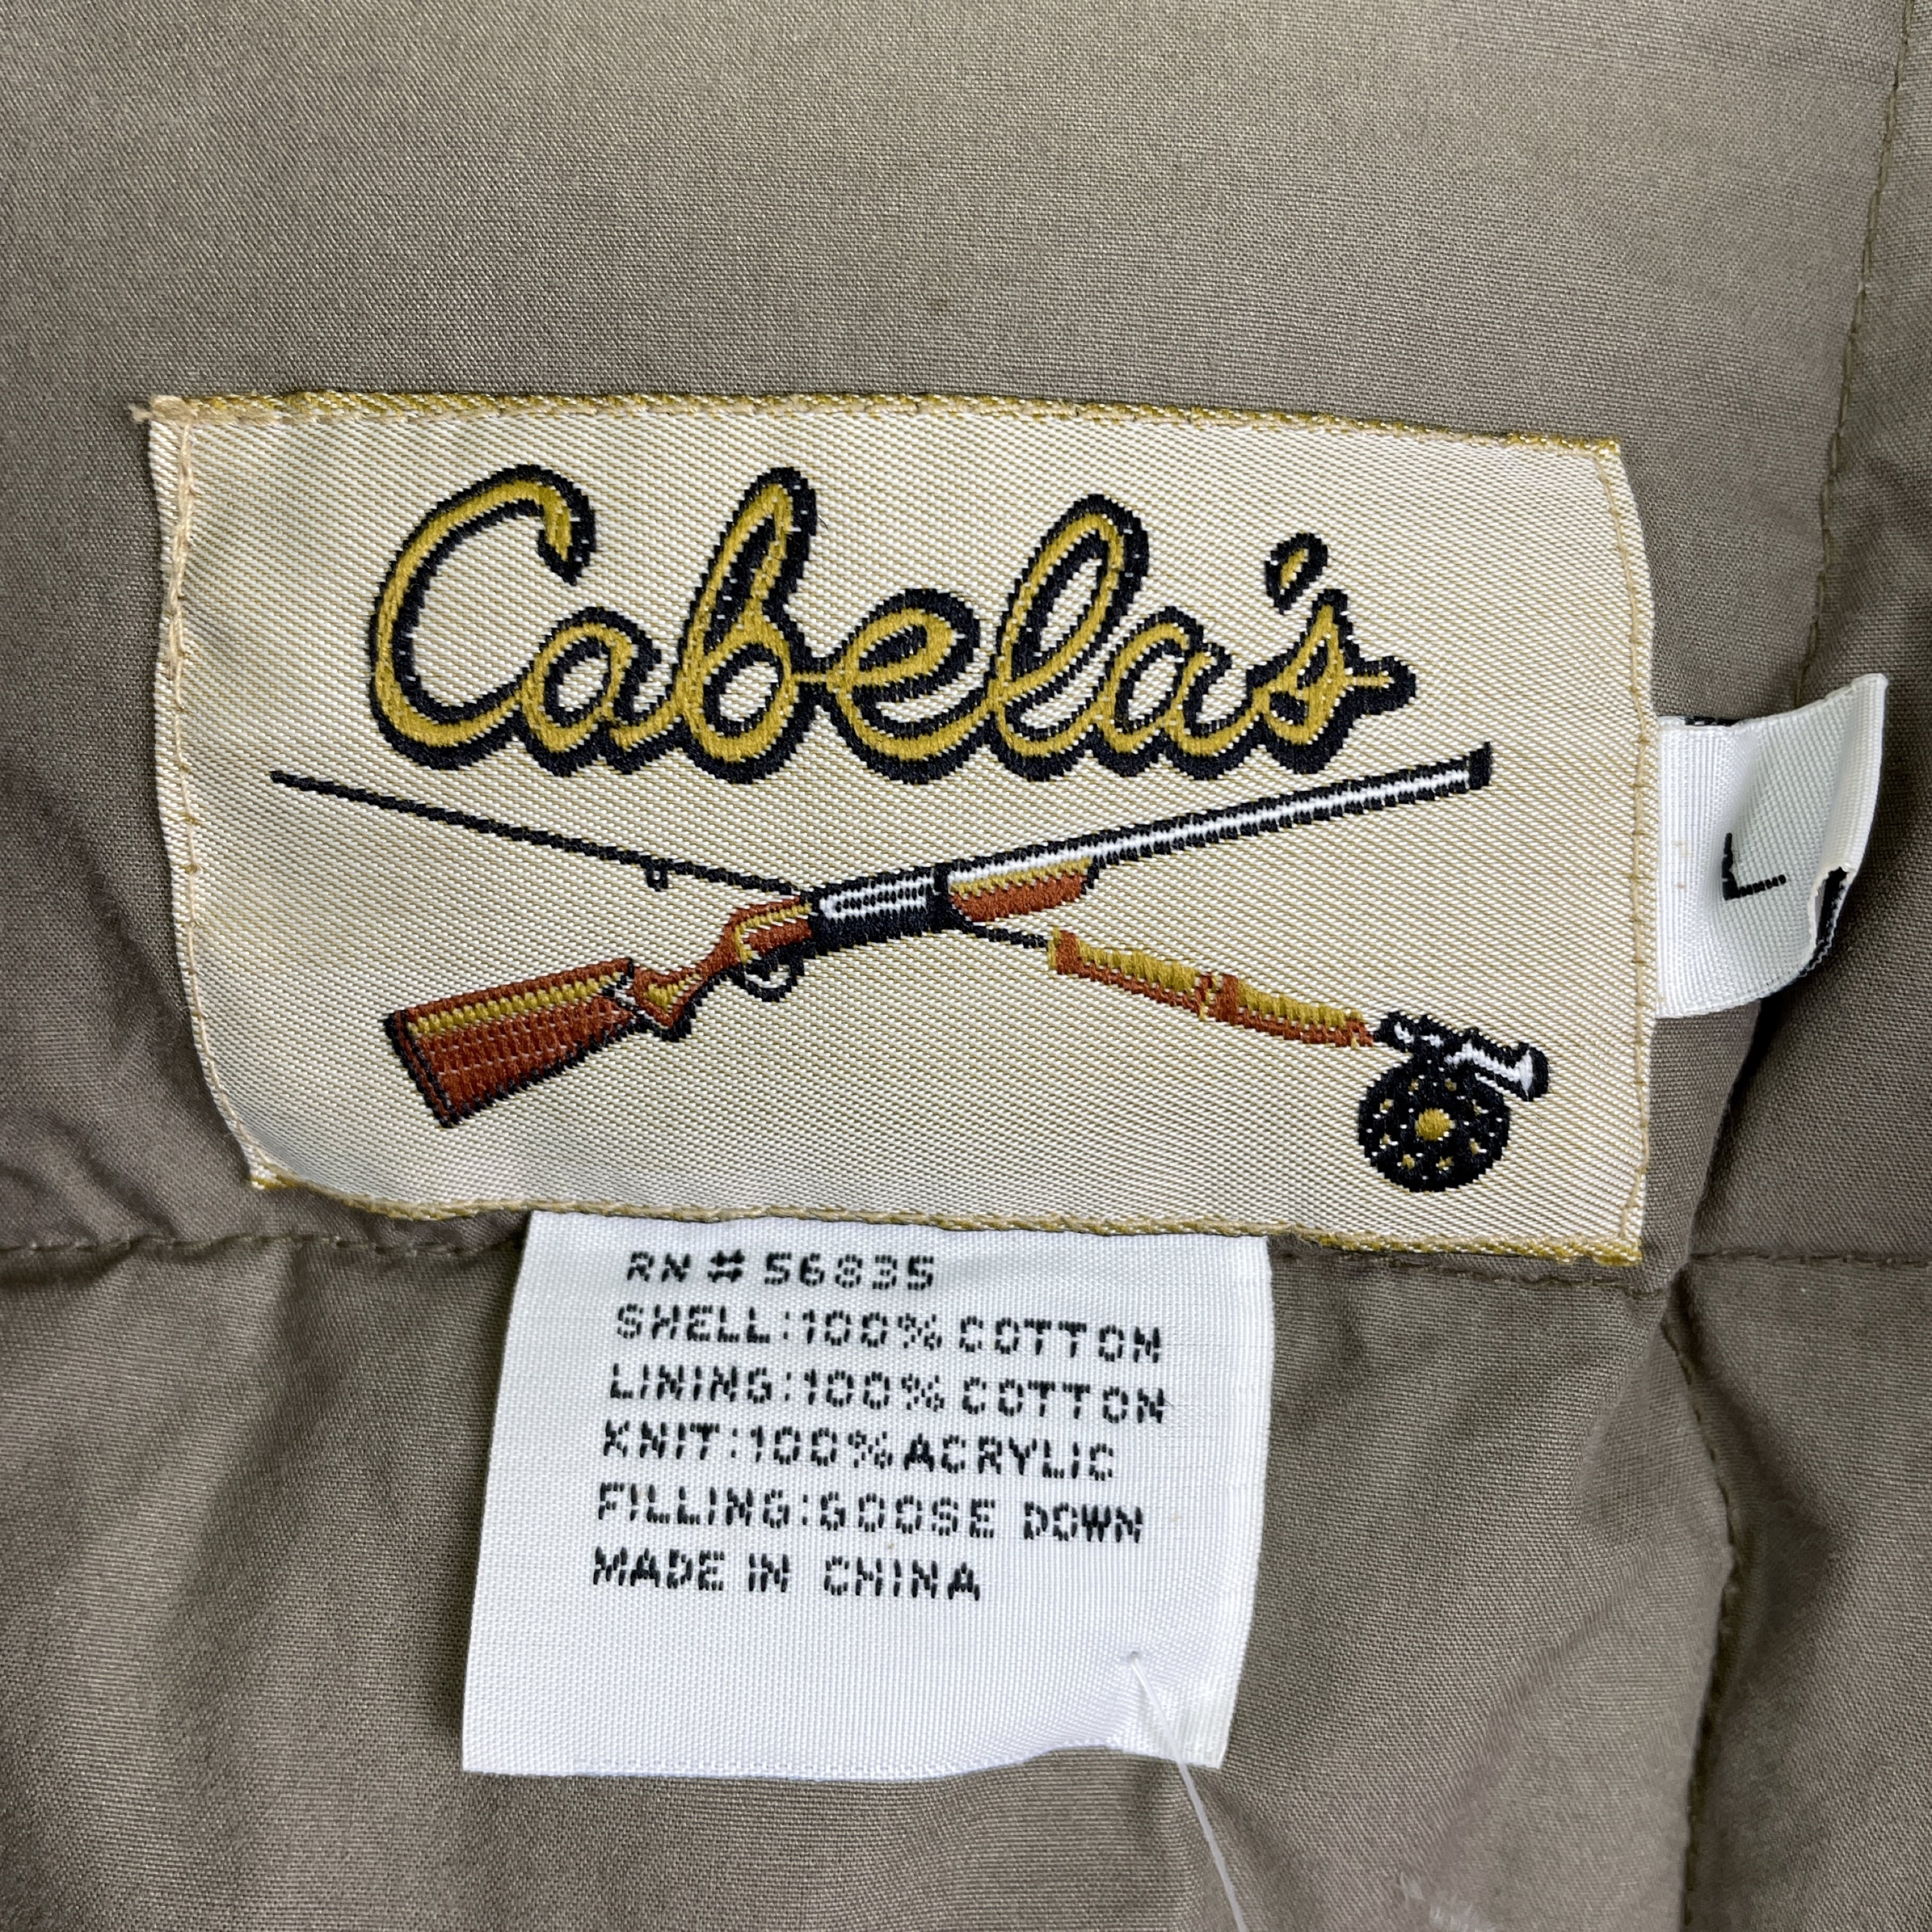 Cabela's
L
RN # 56835
SHELL:100% COTTON
LINING:100% COTTON
KNIT:100% ACRYLIC
FILLING:GOOSE DOWN
MADE IN CHINA